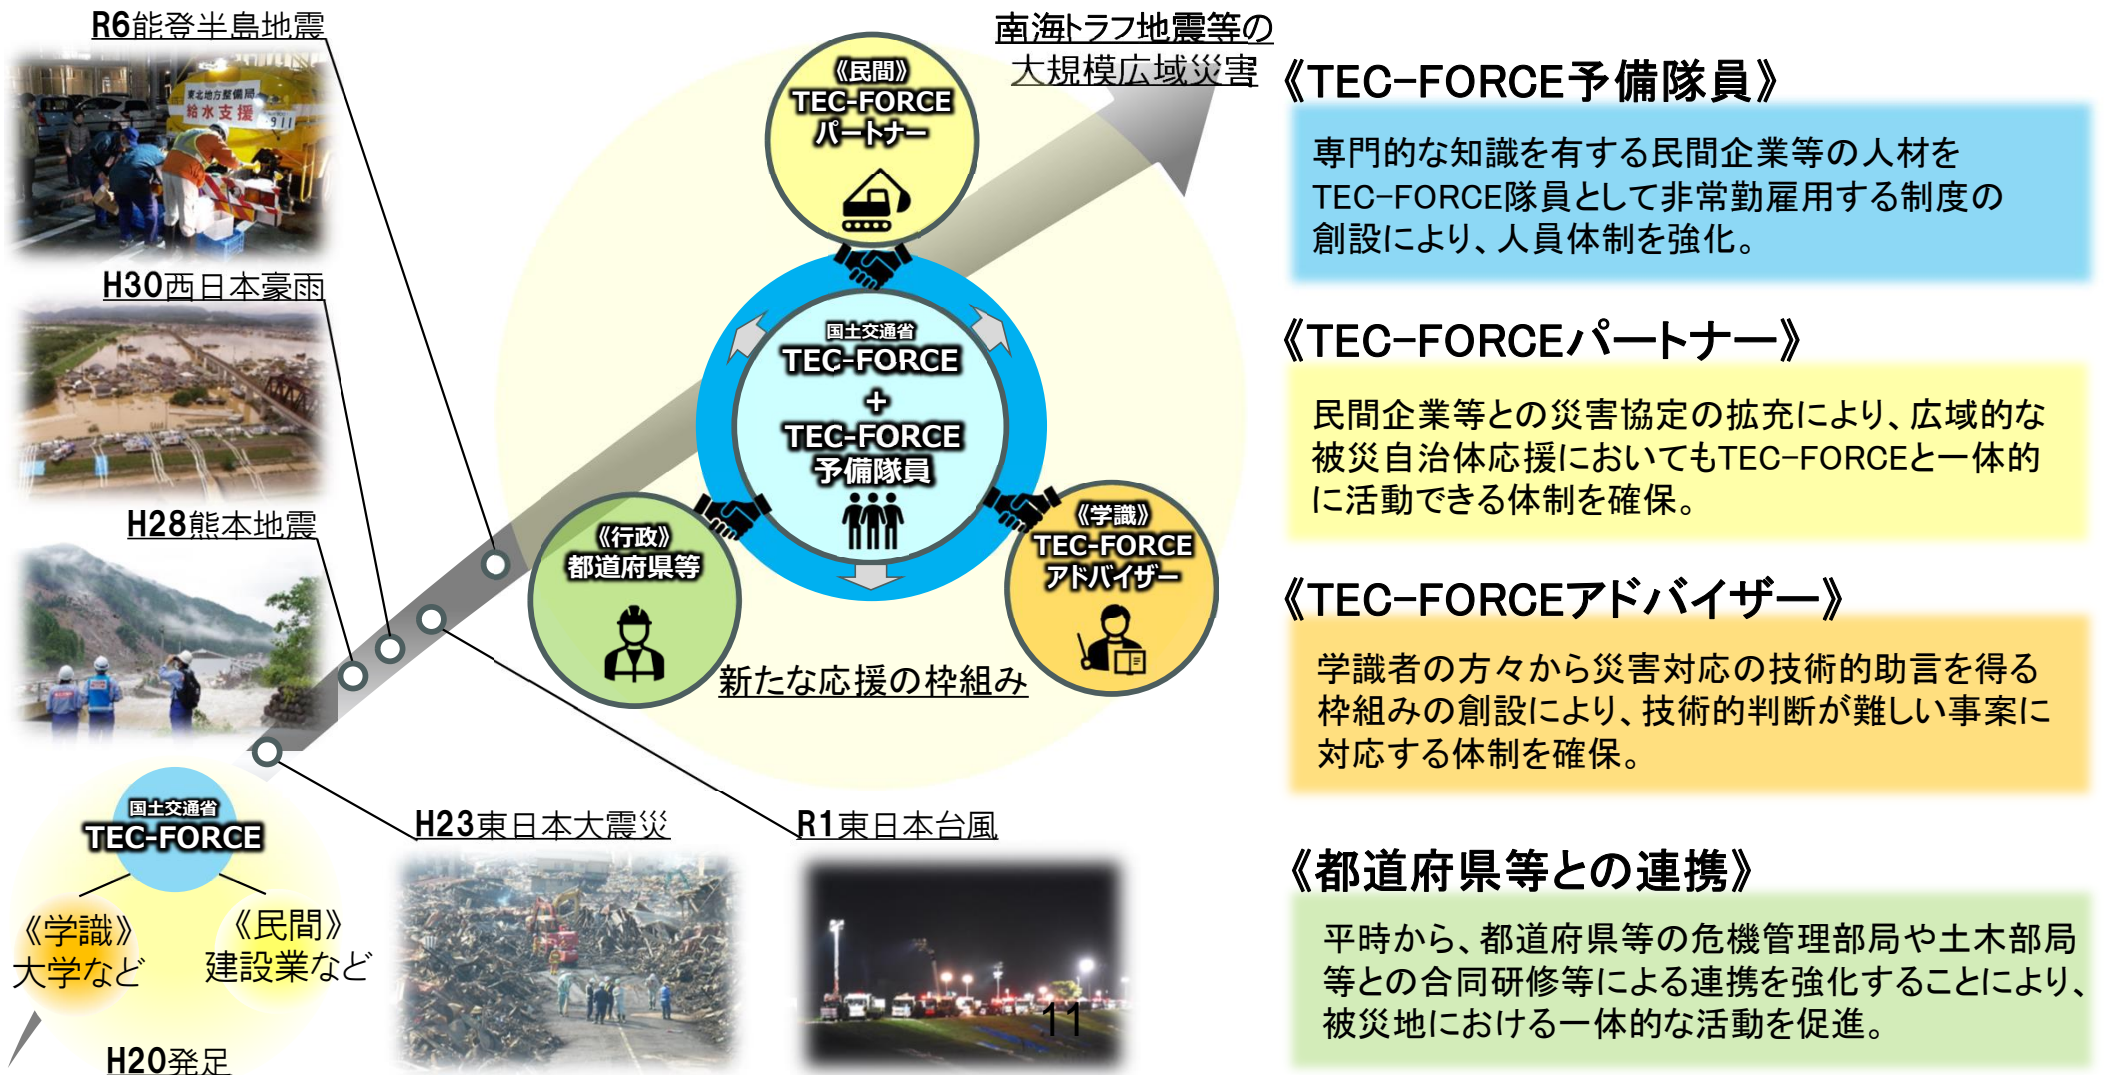 R6能登半島地震
東北地方整備局
給水支援
911
H30西日本豪雨
H28熊本地震
南海トラフ地震等の
大規模広域災害
《民間》
TEC-FORCE
パートナー
国土交通省
TEC-FORCE
+
TEC-FORCE
予備隊員
《行政》
都道府県等
《学識》
TEC-FORCE
アドバイザー
新たな応援の枠組み
国土交通省
TEC-FORCE
《学識》
大学など
《民間》
建設業など
H20発足
H23東日本大震災
R1東日本台風
11
《TEC-FORCE予備隊員》
専門的な知識を有する民間企業等の人材を
TEC-FORCE隊員として非常勤雇用する制度の
創設により、人員体制を強化。
《TEC-FORCEパートナー》
民間企業等との災害協定の拡充により、広域的な
被災自治体応援においてもTEC-FORCEと一体的
に活動できる体制を確保。
《TEC-FORCEアドバイザー》
学識者の方々から災害対応の技術的助言を得る
枠組みの創設により、技術的判断が難しい事案に
対応する体制を確保。
《都道府県等との連携》
平時から、都道府県等の危機管理部局や土木部局
等との合同研修等による連携を強化することにより、
被災地における一体的な活動を促進。